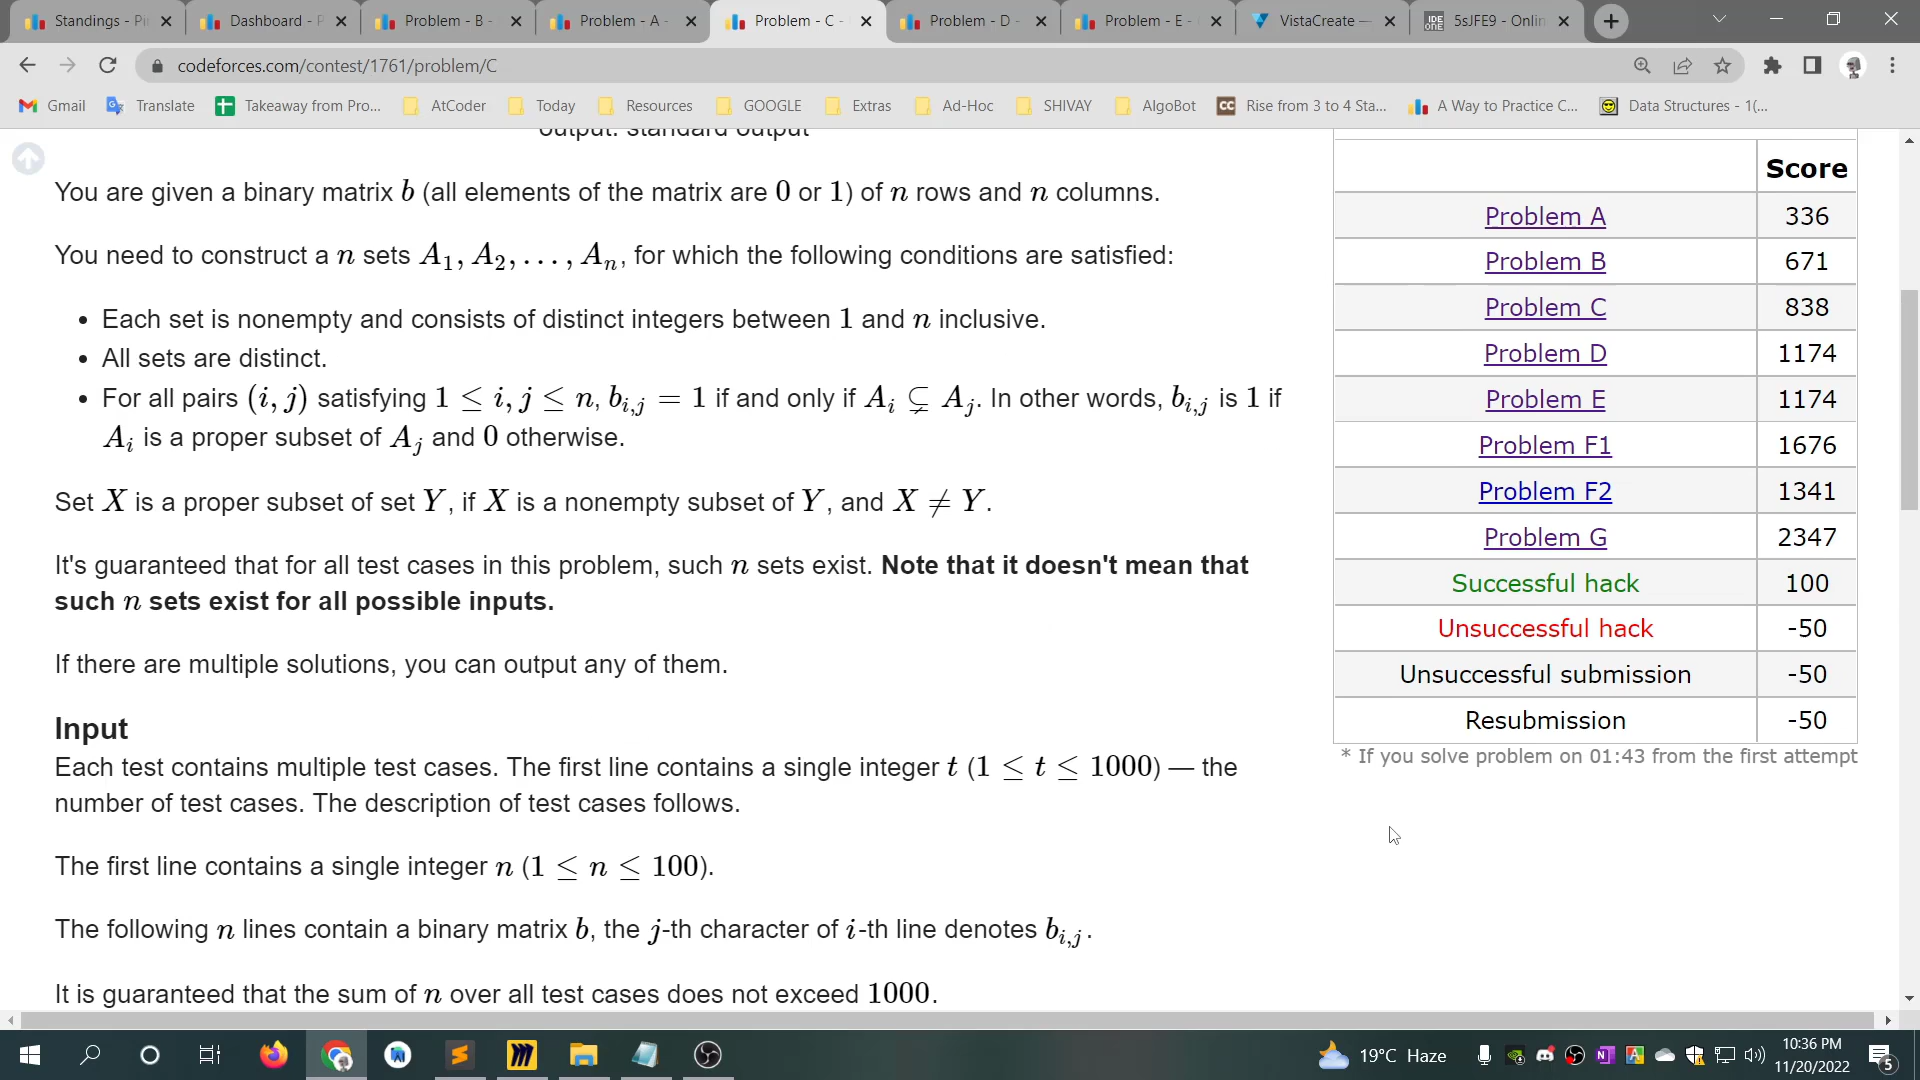 Standings - Pi
Dashboard - P
Problem - B -
Problem - A -
Problem - C -
Problem - D -
Problem - E -
VistaCreate —
5sJFE9 - Onlin
codeforces.com/contest/1761/problem/C
Gmail
Translate
Takeaway from Pro...
AtCoder
Today
Resources
GOOGLE
Extras
Ad-Hoc
SHIVAY
AlgoBot
Rise from 3 to 4 Sta...
A Way to Practice C...
Data Structures - 1(...
output: standard output
You are given a binary matrix b (all elements of the matrix are 0 or 1) of n rows and n columns.
You need to construct a n sets A₁, A₂, …, Aₙ, for which the following conditions are satisfied:
• Each set is nonempty and consists of distinct integers between 1 and n inclusive.
• All sets are distinct.
• For all pairs (i, j) satisfying 1 ≤ i, j ≤ n, b_{i,j} = 1 if and only if A_i ⊊ A_j. In other words, b_{i,j} is 1 if
A_i is a proper subset of A_j and 0 otherwise.
Set X is a proper subset of set Y, if X is a nonempty subset of Y, and X ≠ Y.
It's guaranteed that for all test cases in this problem, such n sets exist. Note that it doesn't mean that
such n sets exist for all possible inputs.
If there are multiple solutions, you can output any of them.
Input
Each test contains multiple test cases. The first line contains a single integer t (1 ≤ t ≤ 1000) — the
number of test cases. The description of test cases follows.
The first line contains a single integer n (1 ≤ n ≤ 100).
The following n lines contain a binary matrix b, the j-th character of i-th line denotes b_{i,j}.
It is guaranteed that the sum of n over all test cases does not exceed 1000.
Score
Problem A 336
Problem B 671
Problem C 838
Problem D 1174
Problem E 1174
Problem F1 1676
Problem F2 1341
Problem G 2347
Successful hack 100
Unsuccessful hack -50
Unsuccessful submission -50
Resubmission -50
* If you solve problem on 01:43 from the first attempt
19°C Haze
10:36 PM
11/20/2022
5